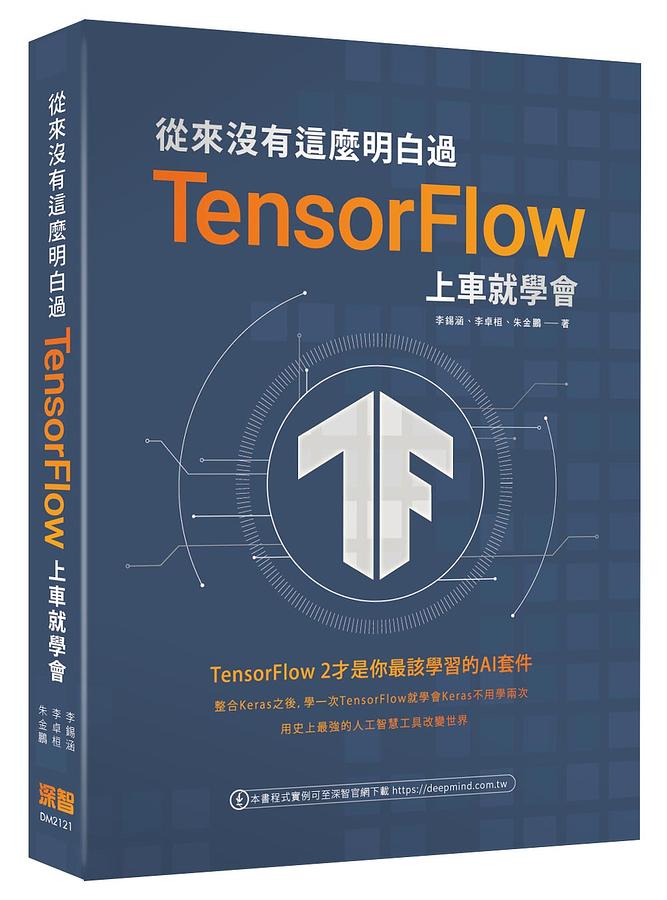 從來沒有這麼明白過
TensorFlow
上車就學會
李錫涵、李卓桓、朱金鵬 — 著
TensorFlow 2才是你最該學習的AI套件
整合Keras之後, 學一次TensorFlow就學會Keras不用學兩次
用史上最強的人工智慧工具改變世界
本書程式實例可至深智官網下載 https://deepmind.com.tw
從來沒有這麼明白過 TensorFlow 上車就學會
李錫涵
李卓桓
朱金鵬
深智
DM2121